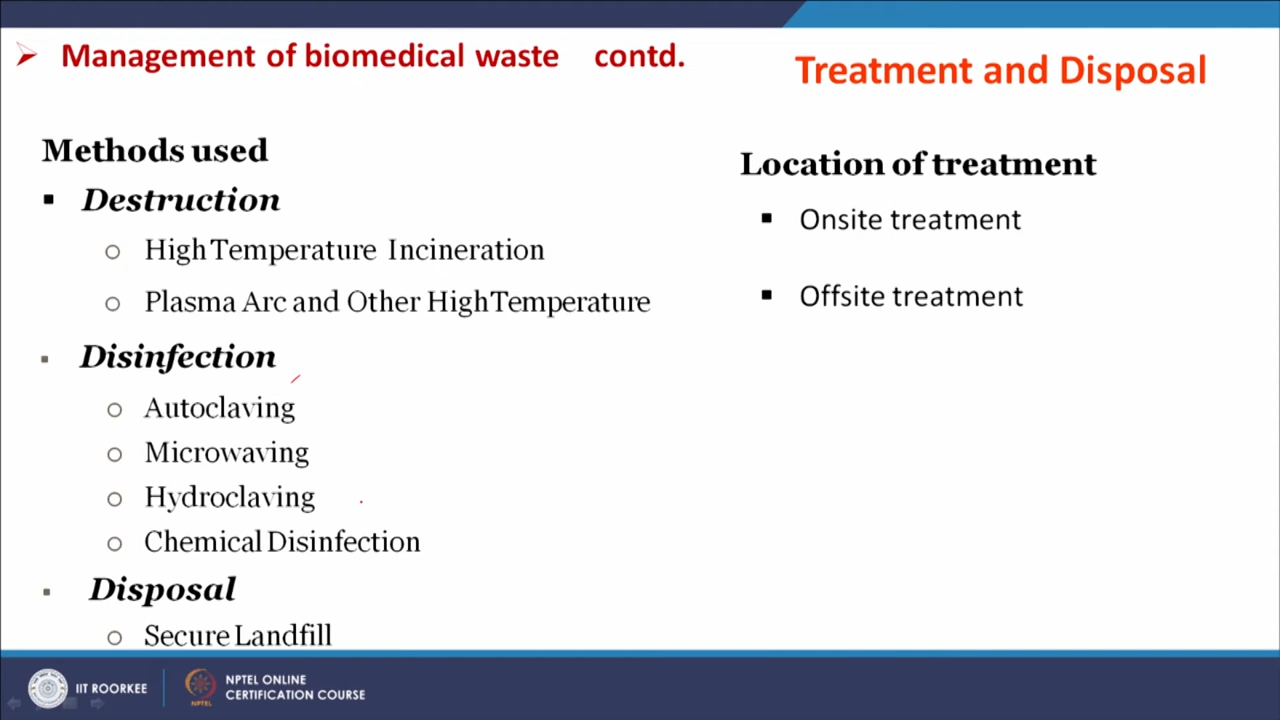 Management of biomedical waste contd.
Treatment and Disposal
Methods used
Destruction
High Temperature Incineration
Plasma Arc and Other High Temperature
Disinfection
Autoclaving
Microwaving
Hydroclaving
Chemical Disinfection
Disposal
Secure Landfill
Location of treatment
Onsite treatment
Offsite treatment
IIT ROORKEE
NPTEL
NPTEL ONLINE
CERTIFICATION COURSE